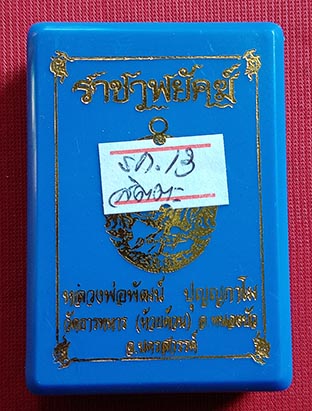 ราชาพยัคฆ์
รก. 13
หลวงพ่อพัฒน์ ปุญญกาโม
วัดธารทหาร (ห้วยด้วน) อ.หนองบัว
จ.นครสวรรค์